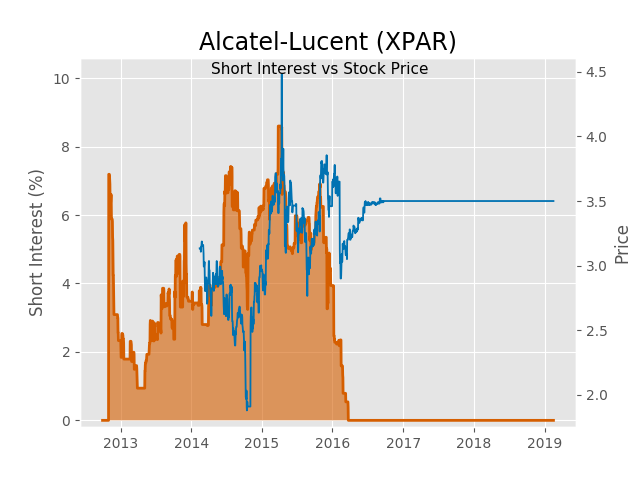 Alcatel-Lucent (XPAR)
Short Interest vs Stock Price
10
8
6
4
2
0
Short Interest (%)
4.5
4.0
3.5
3.0
2.5
2.0
Price
2013 2014 2015 2016 2017 2018 2019